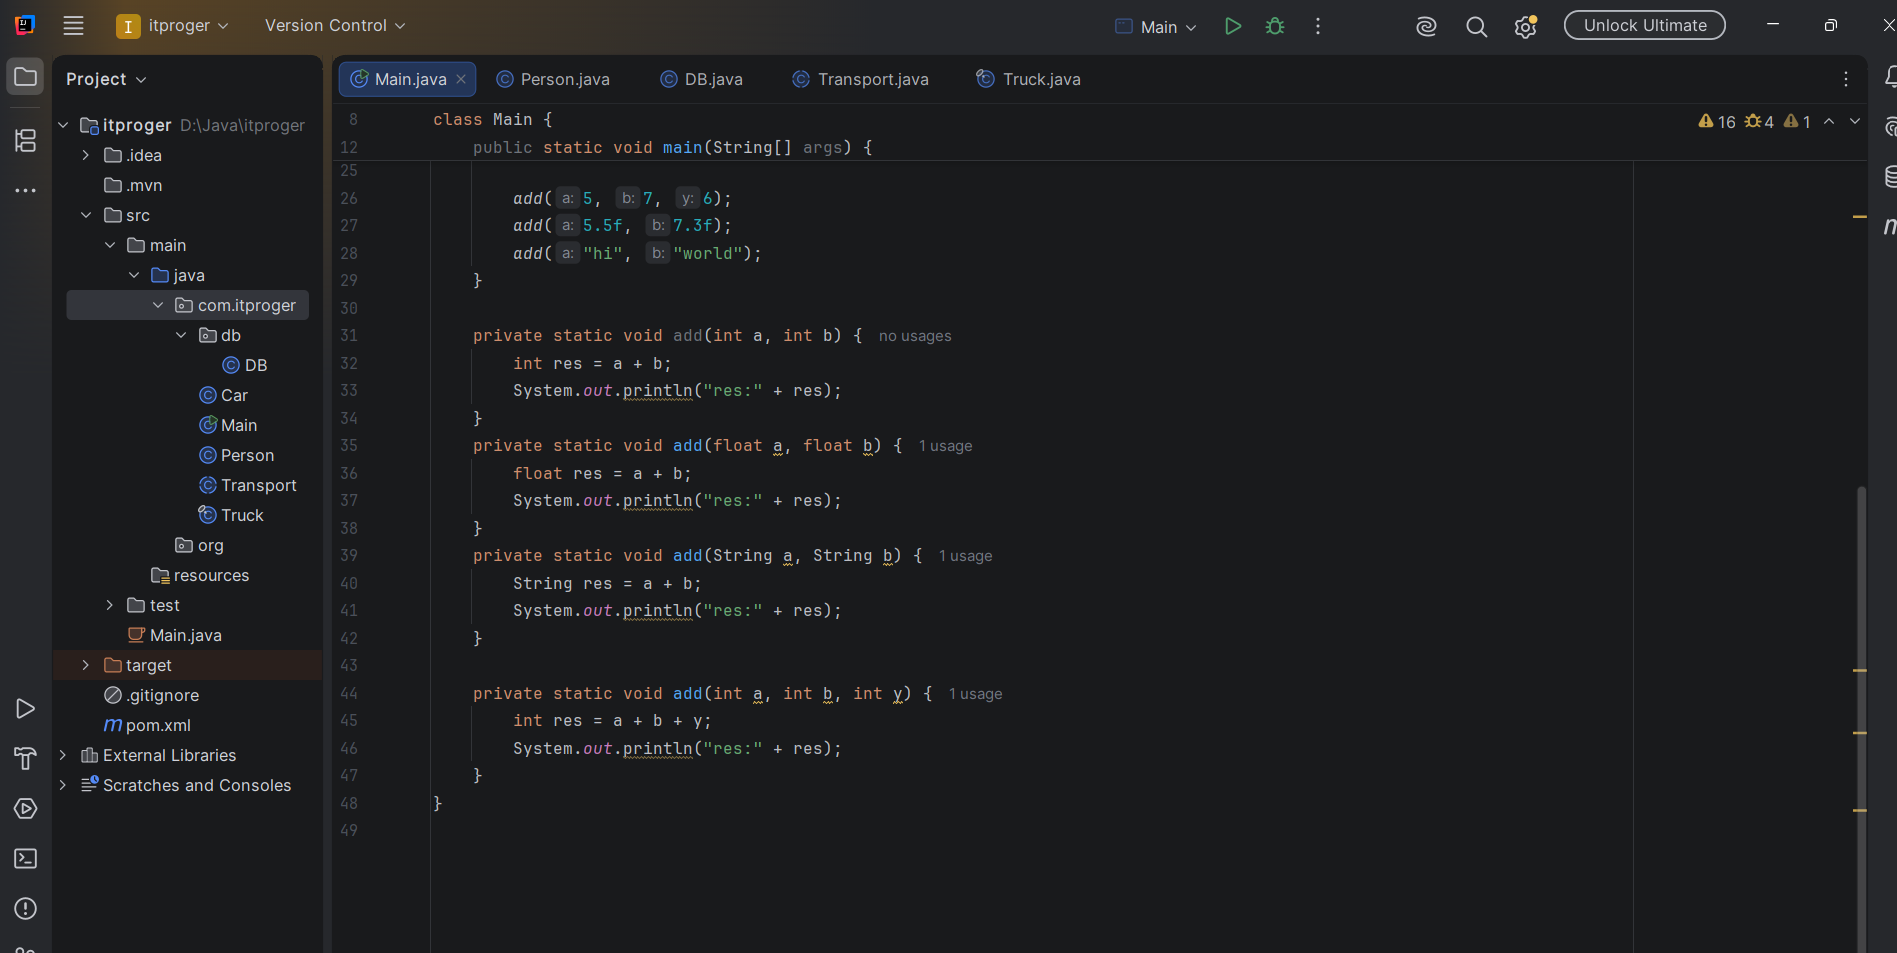 itproger
Version Control
Main
Unlock Ultimate
Project
Main.java
Person.java
DB.java
Transport.java
Truck.java
itproger D:\Java\itproger
.idea
.mvn
src
main
java
com.itproger
db
DB
Car
Main
Person
Transport
Truck
org
resources
test
Main.java
target
.gitignore
m pom.xml
External Libraries
Scratches and Consoles
16 4 1
8 class Main {
12 public static void main(String[] args) {
25
26 add( a: 5, b: 7, y: 6);
27 add( a: 5.5f, b: 7.3f);
28 add( a: "hi", b: "world");
29 }
30
31 private static void add(int a, int b) { no usages
32 int res = a + b;
33 System.out.println("res:" + res);
34 }
35 private static void add(float a, float b) { 1 usage
36 float res = a + b;
37 System.out.println("res:" + res);
38 }
39 private static void add(String a, String b) { 1 usage
40 String res = a + b;
41 System.out.println("res:" + res);
42 }
43
44 private static void add(int a, int b, int y) { 1 usage
45 int res = a + b + y;
46 System.out.println("res:" + res);
47 }
48 }
49